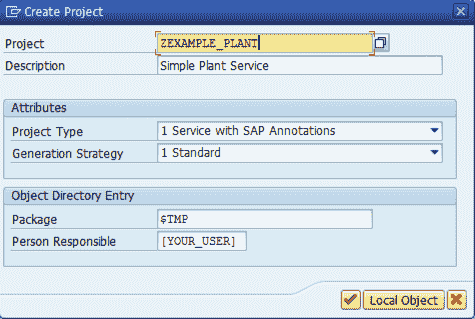 Create Project
Project ZEXAMPLE_PLANT
Description Simple Plant Service
Attributes
Project Type 1 Service with SAP Annotations
Generation Strategy 1 Standard
Object Directory Entry
Package $TMP
Person Responsible [YOUR_USER]
Local Object